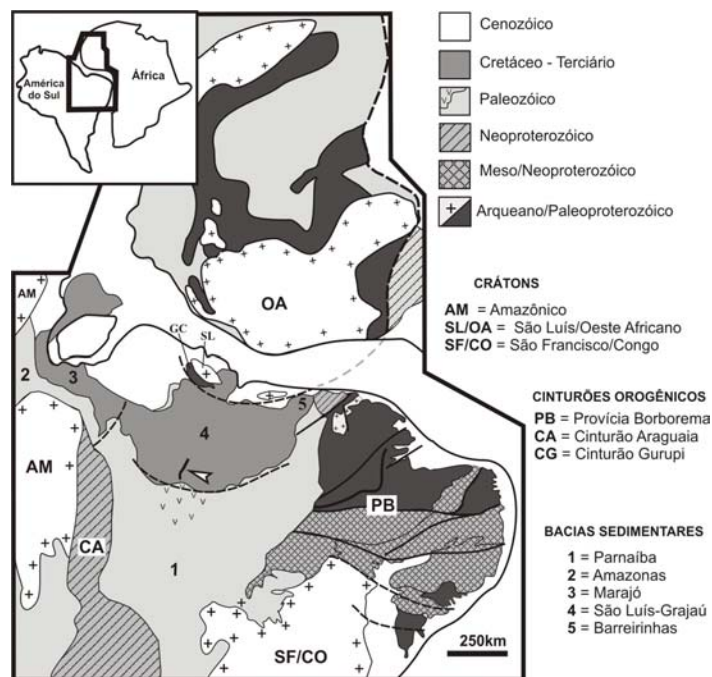 América
do Sul
África
Cenozóico
Cretáceo - Terciário
Paleozóico
Neoproterozóico
Meso/Neoproterozóico
Arqueano/Paleoproterozóico
CRÁTONS
AM = Amazônico
SL/OA = São Luís/Oeste Africano
SF/CO = São Francisco/Congo
CINTURÕES OROGÊNICOS
PB = Provícia Borborema
CA = Cinturão Araguaia
CG = Cinturão Gurupi
BACIAS SEDIMENTARES
1 = Parnaíba
2 = Amazonas
3 = Marajó
4 = São Luís-Grajaú
5 = Barreirinhas
AM
OA
GC
SL
2
3
5
4
AM
PB
CA
1
SF/CO
250km